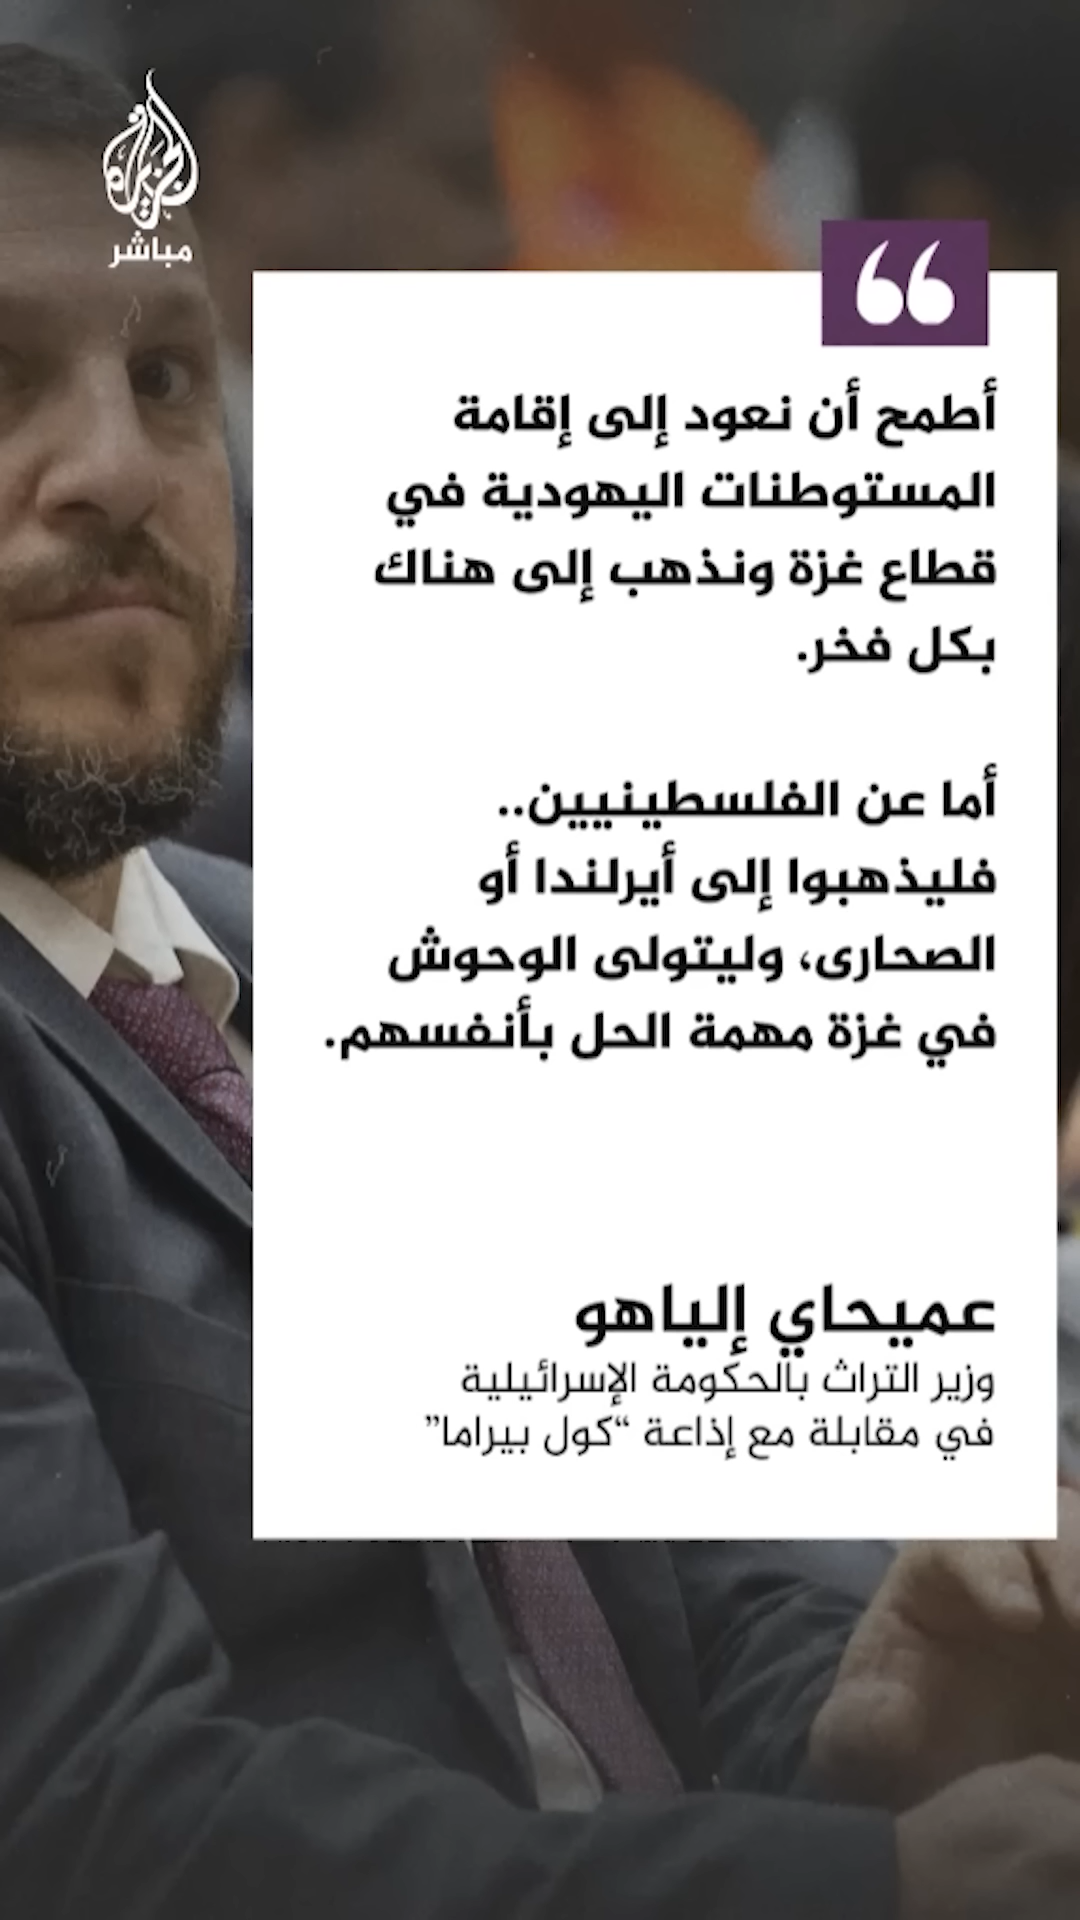 الجزيرة
مباشر
أطمح أن نعود إلى إقامة
المستوطنات اليهودية في
قطاع غزة ونذهب إلى هناك
بكل فخر.
أما عن الفلسطينيين..
فليذهبوا إلى أيرلندا أو
الصحارى، وليتولى الوحوش
في غزة مهمة الحل بأنفسهم.
عميحاي إلياهو
وزير التراث بالحكومة الإسرائيلية
في مقابلة مع إذاعة “كول بيراما”